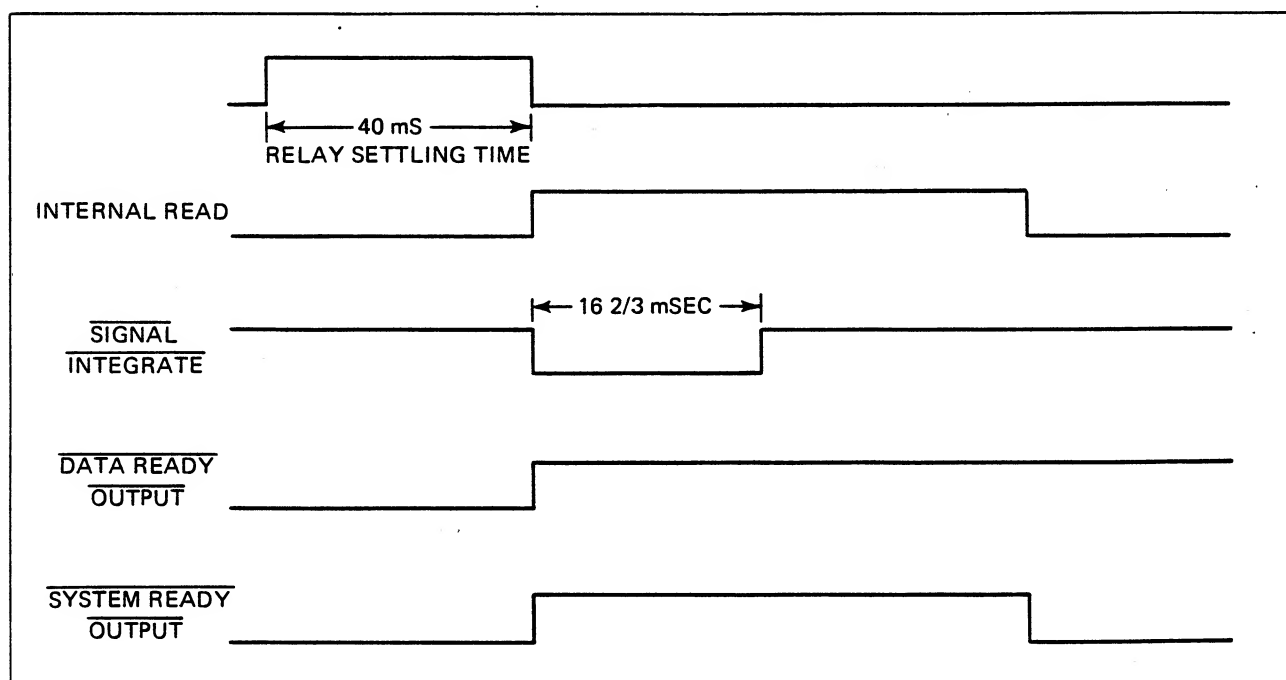 40 mS
RELAY SETTLING TIME
INTERNAL READ
16 2/3 mSEC
SIGNAL
INTEGRATE
DATA READY
OUTPUT
SYSTEM READY
OUTPUT